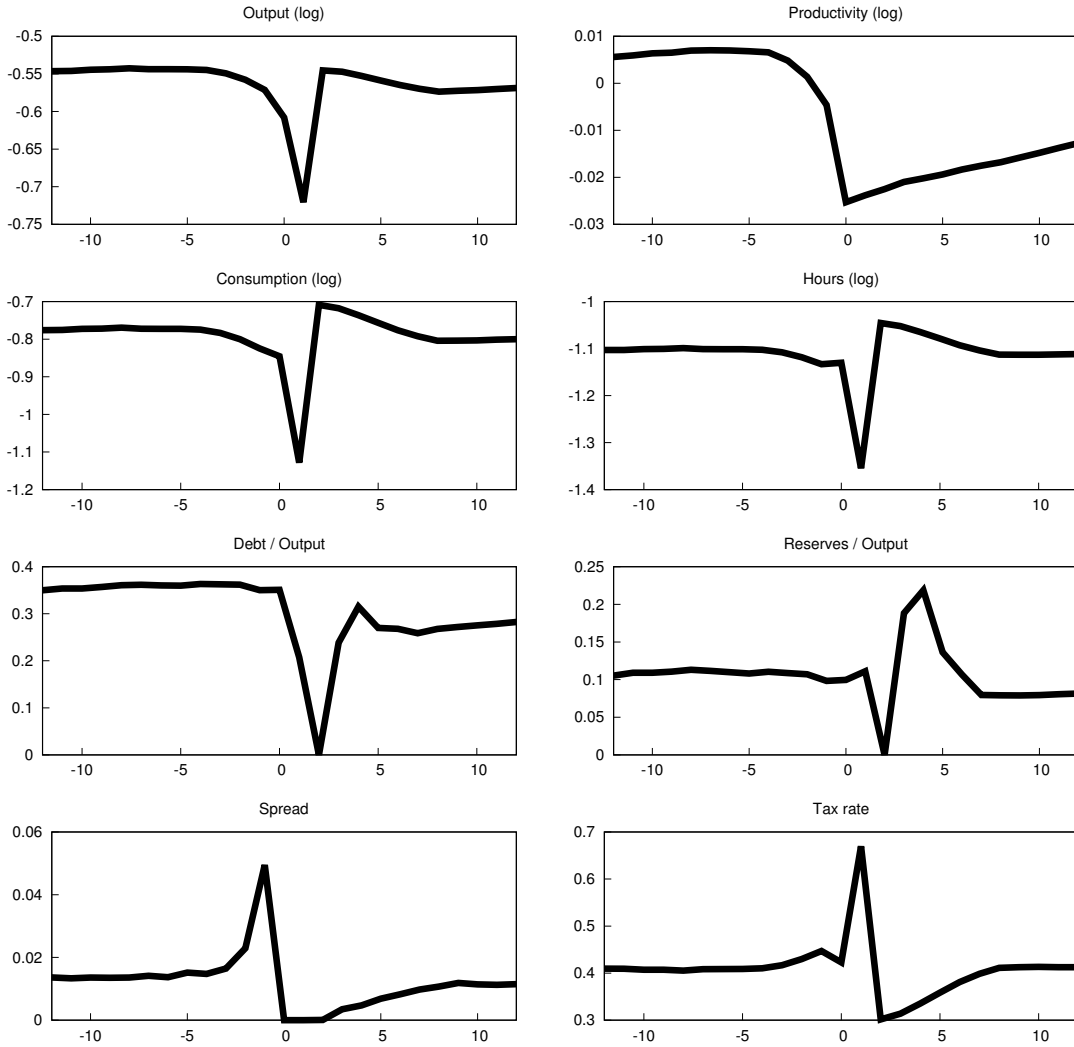 Output (log)
-0.5
-0.55
-0.6
-0.65
-0.7
-0.75
-10 -5 0 5 10
Productivity (log)
0.01
0
-0.01
-0.02
-0.03
-10 -5 0 5 10
Consumption (log)
-0.7
-0.8
-0.9
-1
-1.1
-1.2
-10 -5 0 5 10
Hours (log)
-1
-1.1
-1.2
-1.3
-1.4
-10 -5 0 5 10
Debt / Output
0.4
0.3
0.2
0.1
0
-10 -5 0 5 10
Reserves / Output
0.25
0.2
0.15
0.1
0.05
0
-10 -5 0 5 10
Spread
0.06
0.04
0.02
0
-10 -5 0 5 10
Tax rate
0.7
0.6
0.5
0.4
0.3
-10 -5 0 5 10